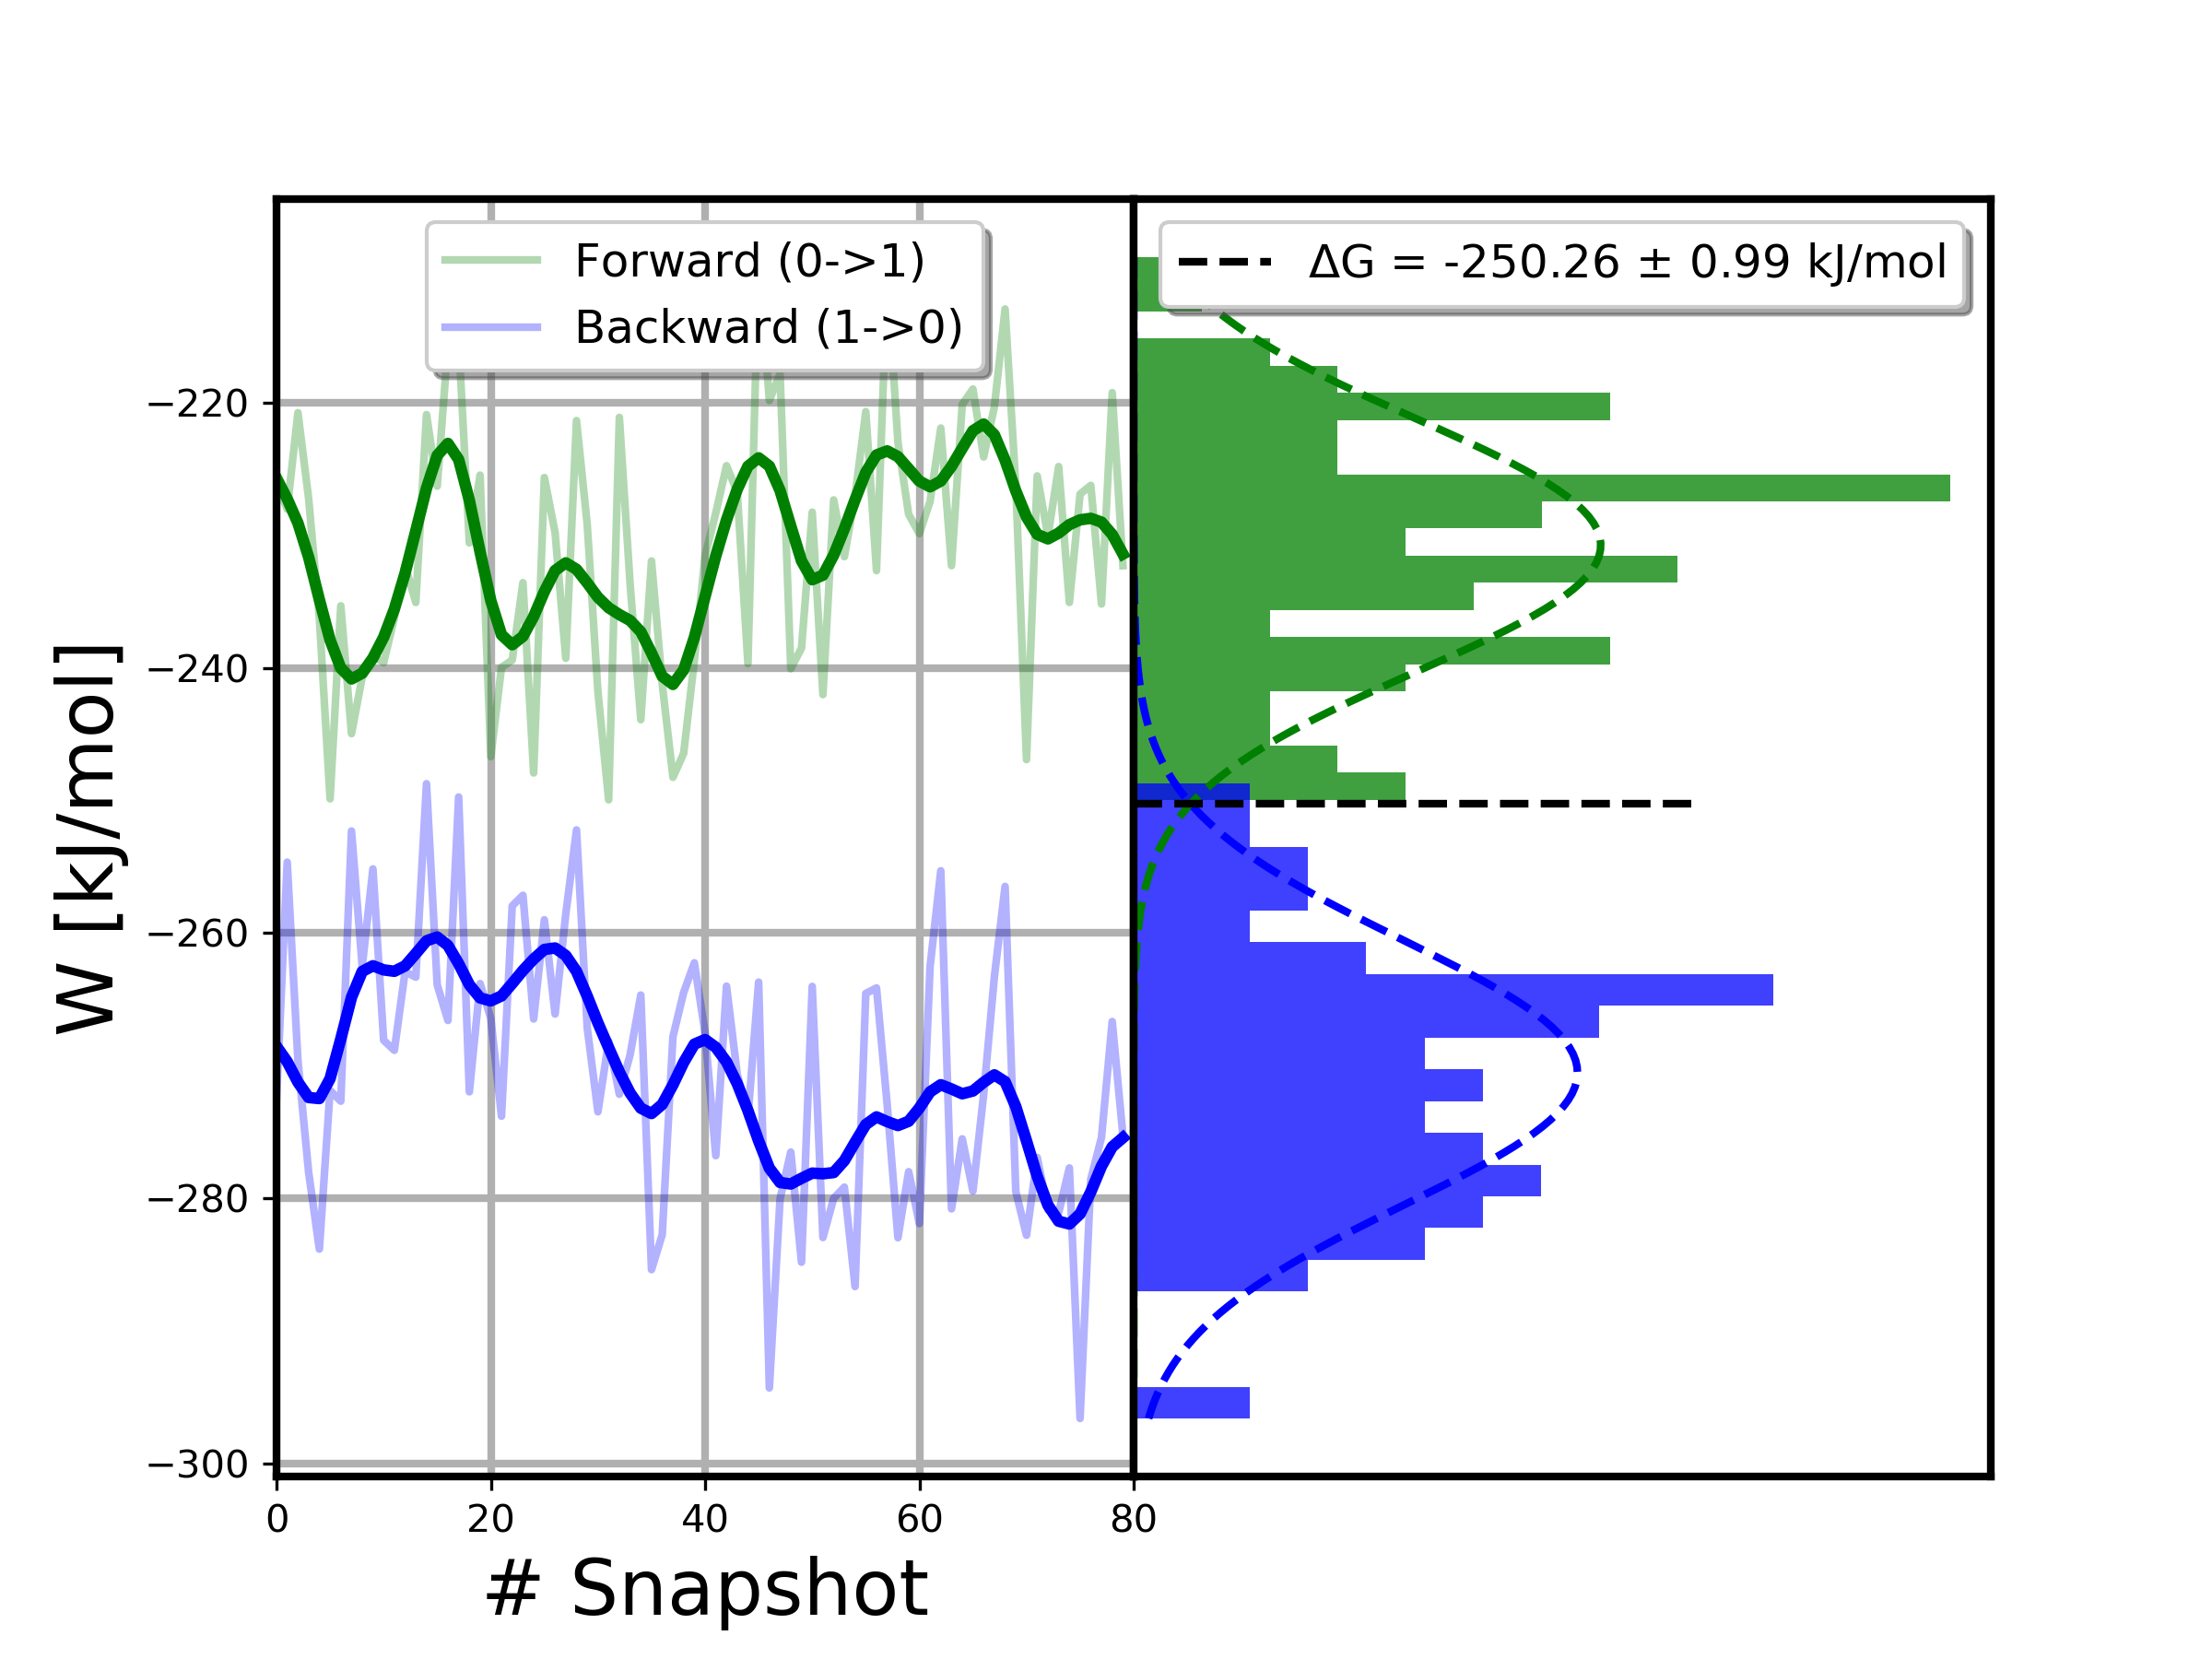 Forward (0->1)
Backward (1->0)
ΔG = -250.26 ± 0.99 kJ/mol
W [kJ/mol]
−220
−240
−260
−280
−300
0 20 40 60 80
# Snapshot